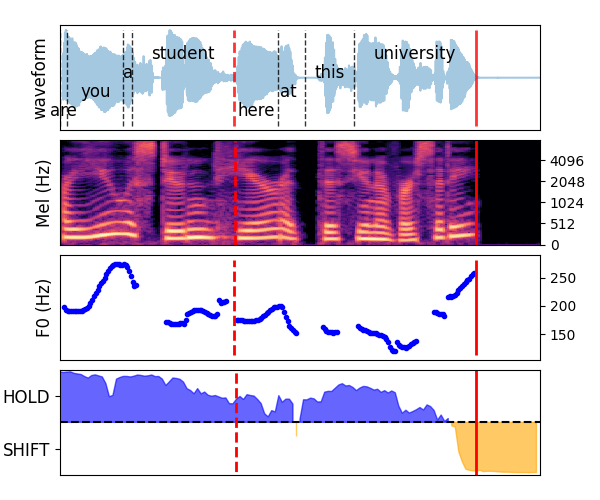 waveform
student
university
a
this
you
at
are
here
Mel (Hz)
4096
2048
1024
512
0
F0 (Hz)
250
200
150
HOLD
SHIFT